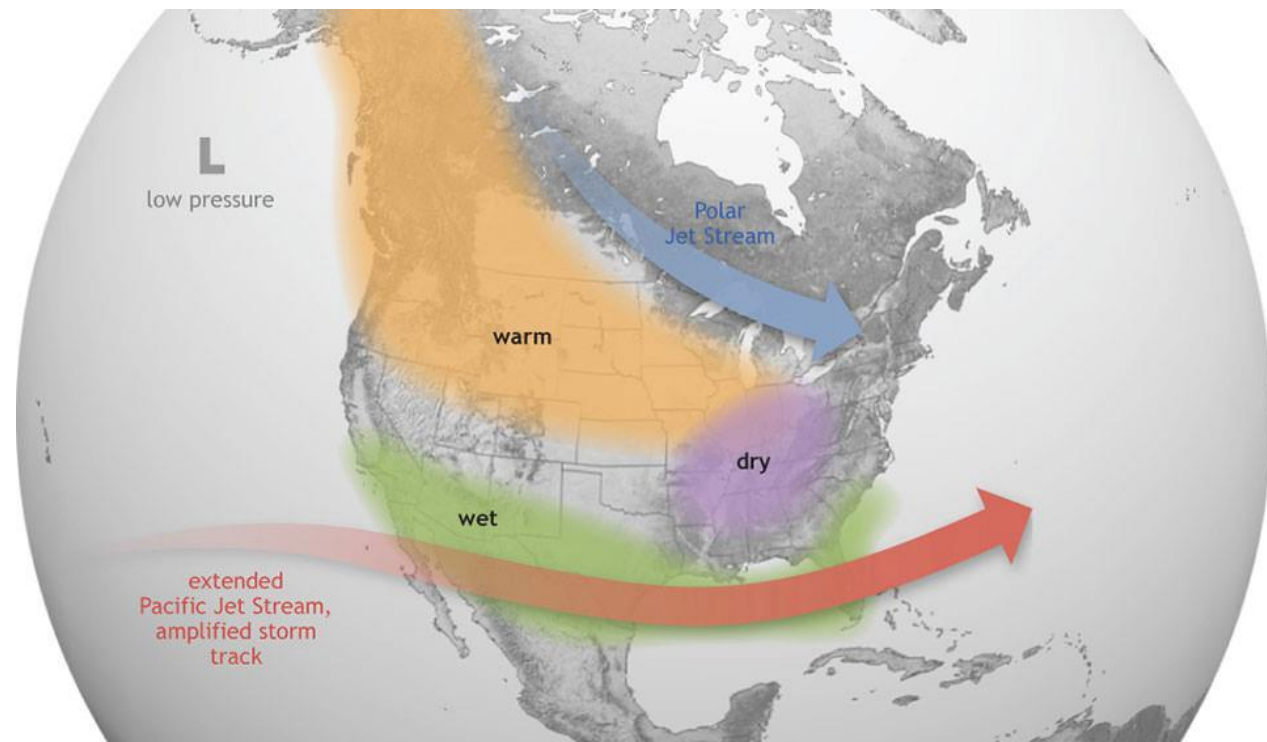 L
low pressure
Polar
Jet Stream
warm
dry
wet
extended
Pacific Jet Stream,
amplified storm
track